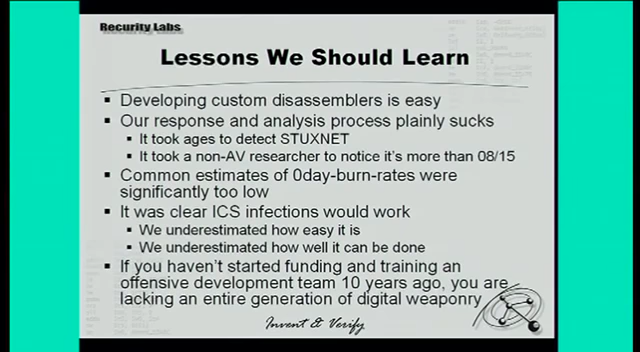 Recurity Labs
Lessons We Should Learn
Developing custom disassemblers is easy
Our response and analysis process plainly sucks
It took ages to detect STUXNET
It took a non-AV researcher to notice it's more than 08/15
Common estimates of 0day-burn-rates were
significantly too low
It was clear ICS infections would work
We underestimated how easy it is
We underestimated how well it can be done
If you haven't started funding and training an
offensive development team 10 years ago, you are
lacking an entire generation of digital weaponry
Invent & Verify